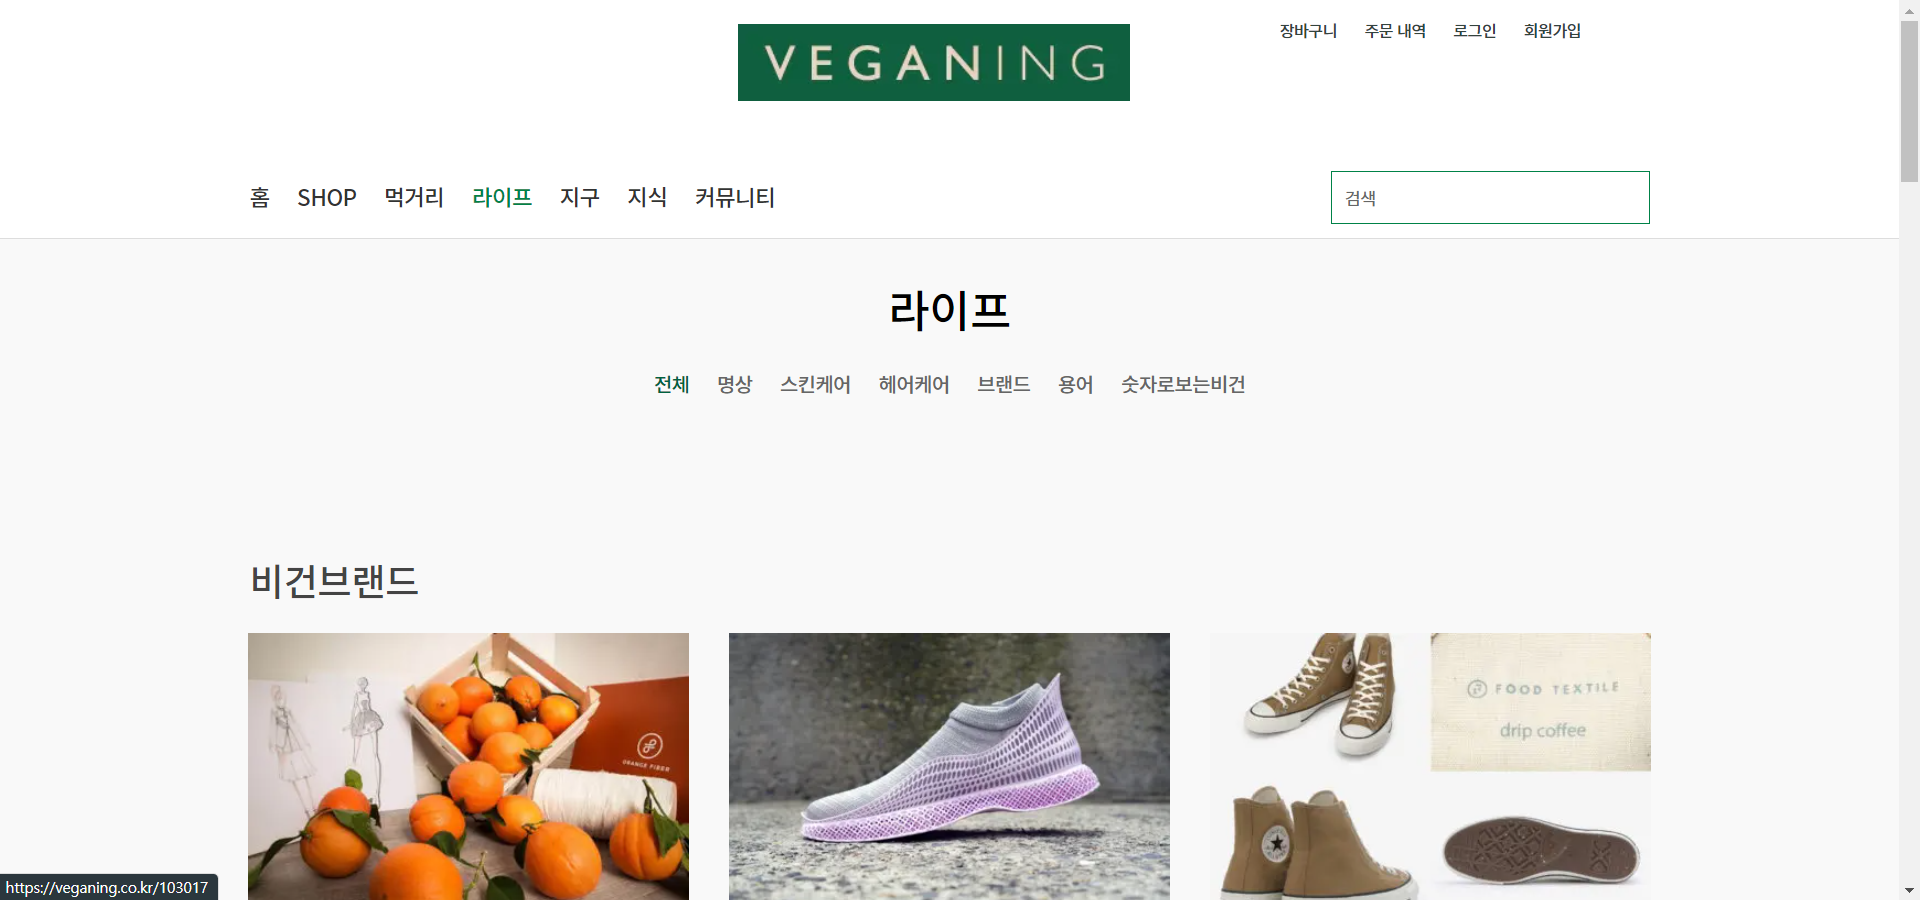 VEGANING
장바구니 주문 내역 로그인 회원가입
홈 SHOP 먹거리 라이프 지구 지식 커뮤니티
검색
라이프
전체 명상 스킨케어 헤어케어 브랜드 용어 숫자로보는비건
비건브랜드
ORANGE FIBER
FOOD TEXTILE
drip coffee
https://veganing.co.kr/103017